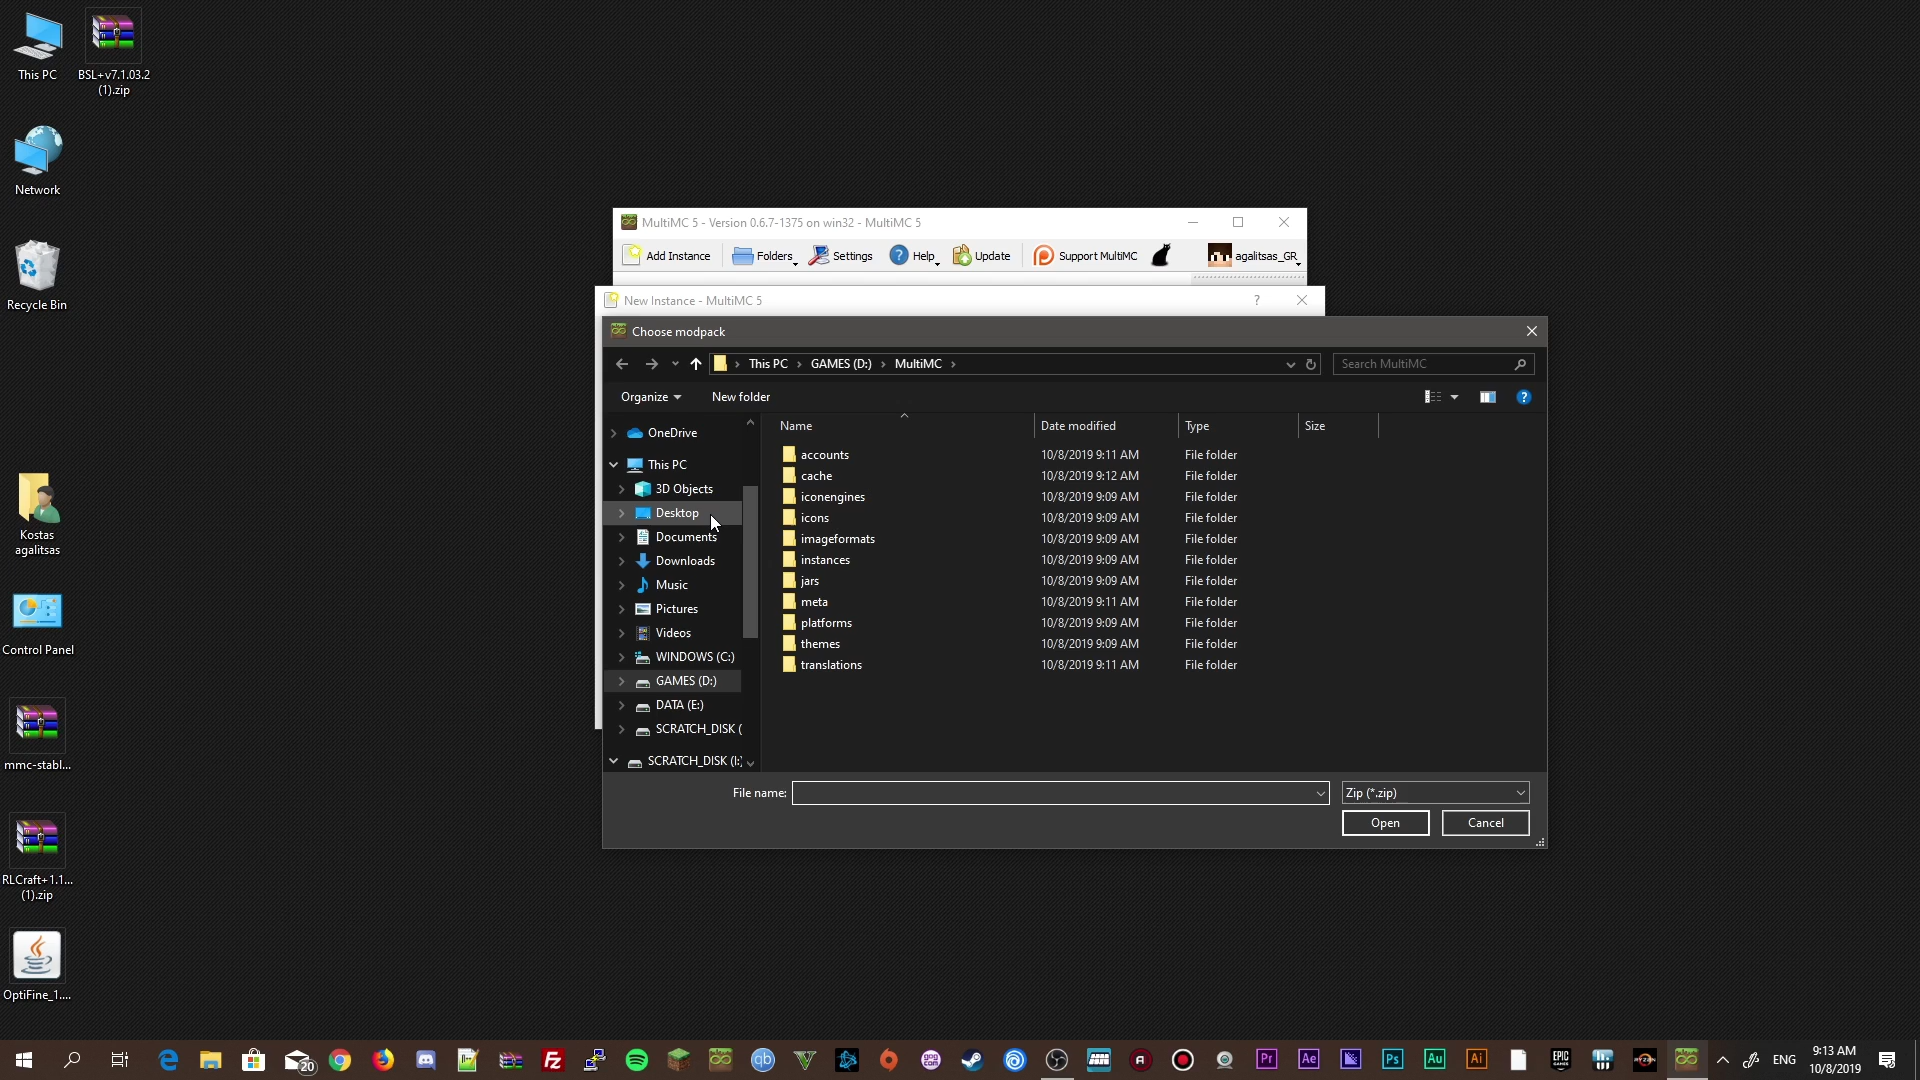 This PC
BSL+v7.1.03.2
(1).zip
Network
Recycle Bin
Kostas
agalitsas
Control Panel
mmc-stabl...
RLCraft+1.1...
(1).zip
OptiFine_1....
MultiMC 5 - Version 0.6.7-1375 on win32 - MultiMC 5
Add Instance
Folders
Settings
Help
Update
Support MultiMC
agalitsas_GR
New Instance - MultiMC 5
?
Choose modpack
This PC > GAMES (D:) > MultiMC >
Search MultiMC
Organize
New folder
?
OneDrive
This PC
3D Objects
Desktop
Documents
Downloads
Music
Pictures
Videos
WINDOWS (C:)
GAMES (D:)
DATA (E:)
SCRATCH_DISK (
SCRATCH_DISK (I:)
Name Date modified Type Size
accounts 10/8/2019 9:11 AM File folder
cache 10/8/2019 9:12 AM File folder
iconengines 10/8/2019 9:09 AM File folder
icons 10/8/2019 9:09 AM File folder
imageformats 10/8/2019 9:09 AM File folder
instances 10/8/2019 9:09 AM File folder
jars 10/8/2019 9:09 AM File folder
meta 10/8/2019 9:11 AM File folder
platforms 10/8/2019 9:09 AM File folder
themes 10/8/2019 9:09 AM File folder
translations 10/8/2019 9:11 AM File folder
File name:
Zip (*.zip)
Open
Cancel
20
Fz
qb
Pr
Ae
Ps
Au
Ai
EPIC
ENG
9:13 AM
10/8/2019